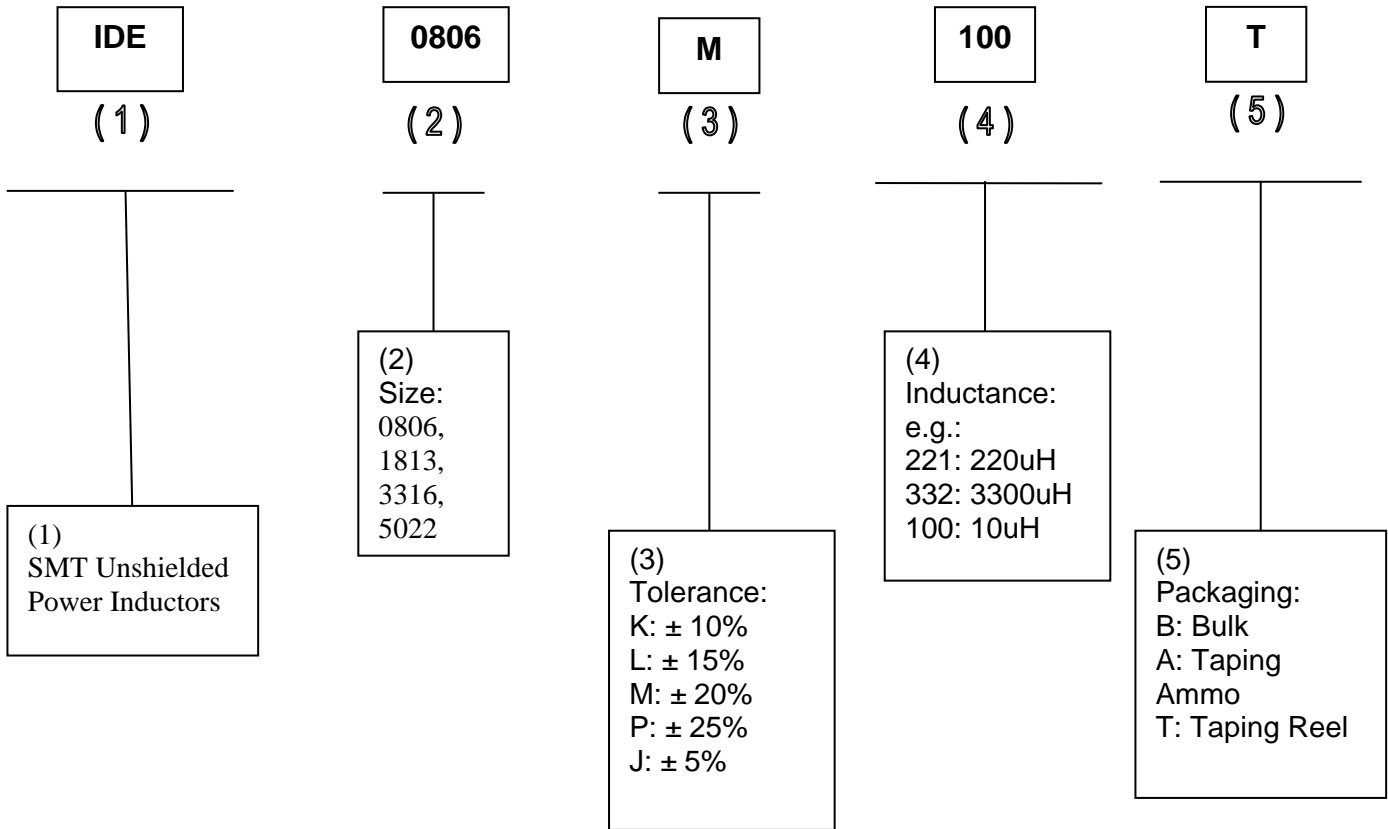 IDE 0806 M 100 T
(1) (2) (3) (4) (5)
(1)
SMT Unshielded
Power Inductors
(2)
Size:
0806,
1813,
3316,
5022
(3)
Tolerance:
K: ± 10%
L: ± 15%
M: ± 20%
P: ± 25%
J: ± 5%
(4)
Inductance:
e.g.:
221: 220uH
332: 3300uH
100: 10uH
(5)
Packaging:
B: Bulk
A: Taping
Ammo
T: Taping Reel